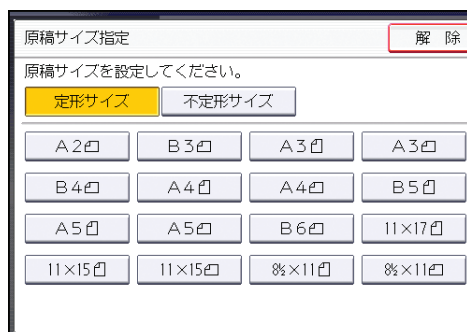 原稿サイズ指定 解 除
原稿サイズを設定してください。
定形サイズ 不定形サイズ
A2 B3 A3 A3
B4 A4 A4 B5
A5 A5 B6 11×17
11×15 11×15 8½×11 8½×11